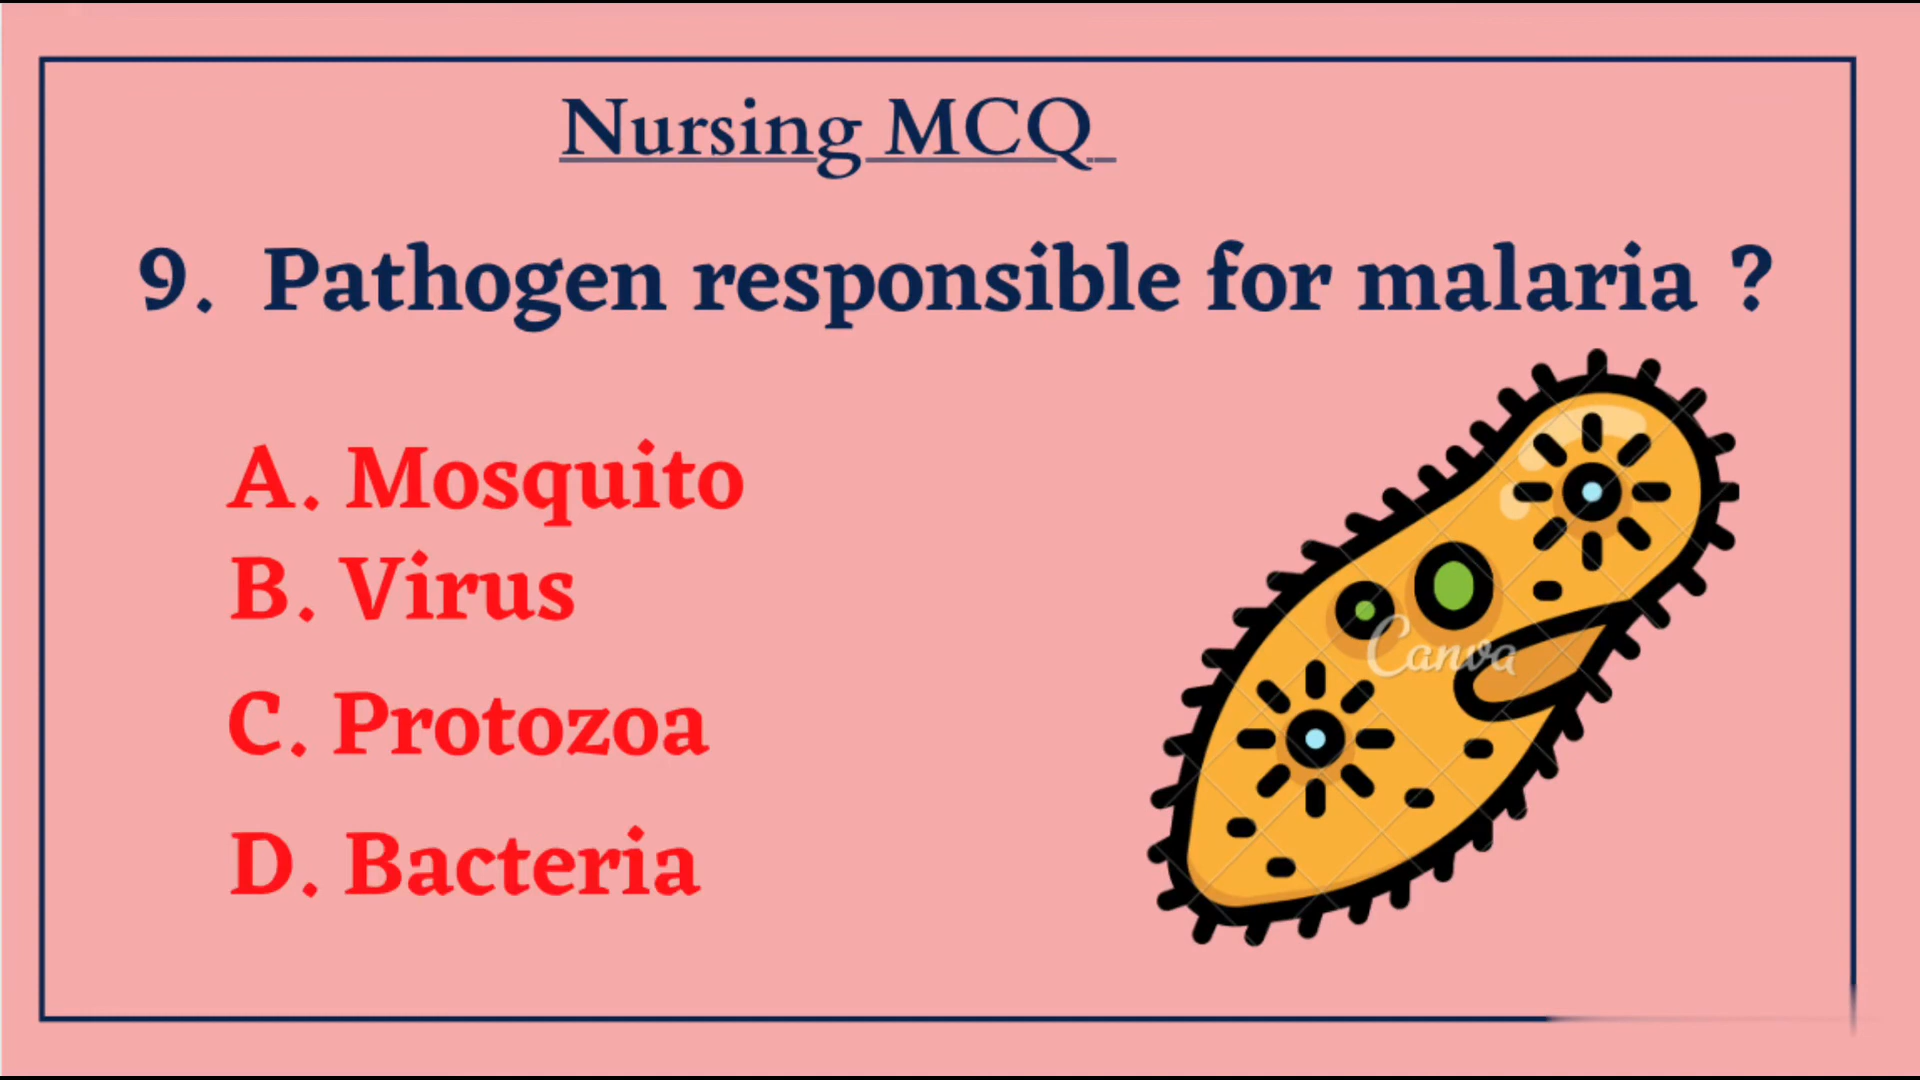 Nursing MCQ
9. Pathogen responsible for malaria ?
A. Mosquito
B. Virus
C. Protozoa
D. Bacteria
Canva